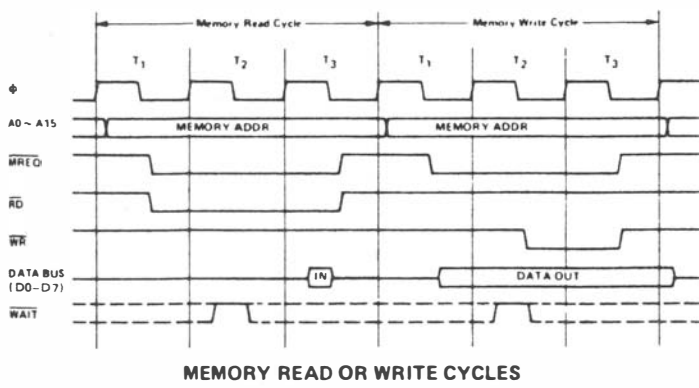 Memory Read Cycle Memory Write Cycle
T1 T2 T3 T1 T2 T3
ϕ
A0 ~ A15 MEMORY ADDR MEMORY ADDR
MREQ
RD
WR
DATA BUS IN DATA OUT
(D0-D7)
WAIT
MEMORY READ OR WRITE CYCLES